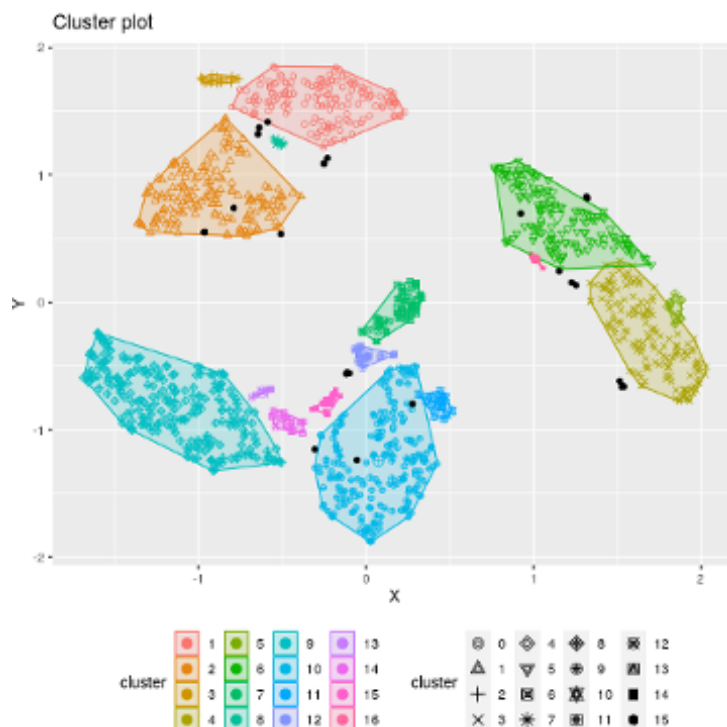 Cluster plot
2
1
0
-1
-2
Y
-1 0 1 2
X
cluster 1 5 9 13
2 6 10 14
3 7 11 15
4 8 12 16
cluster 0 4 8 12
1 5 9 13
2 6 10 14
3 7 11 15